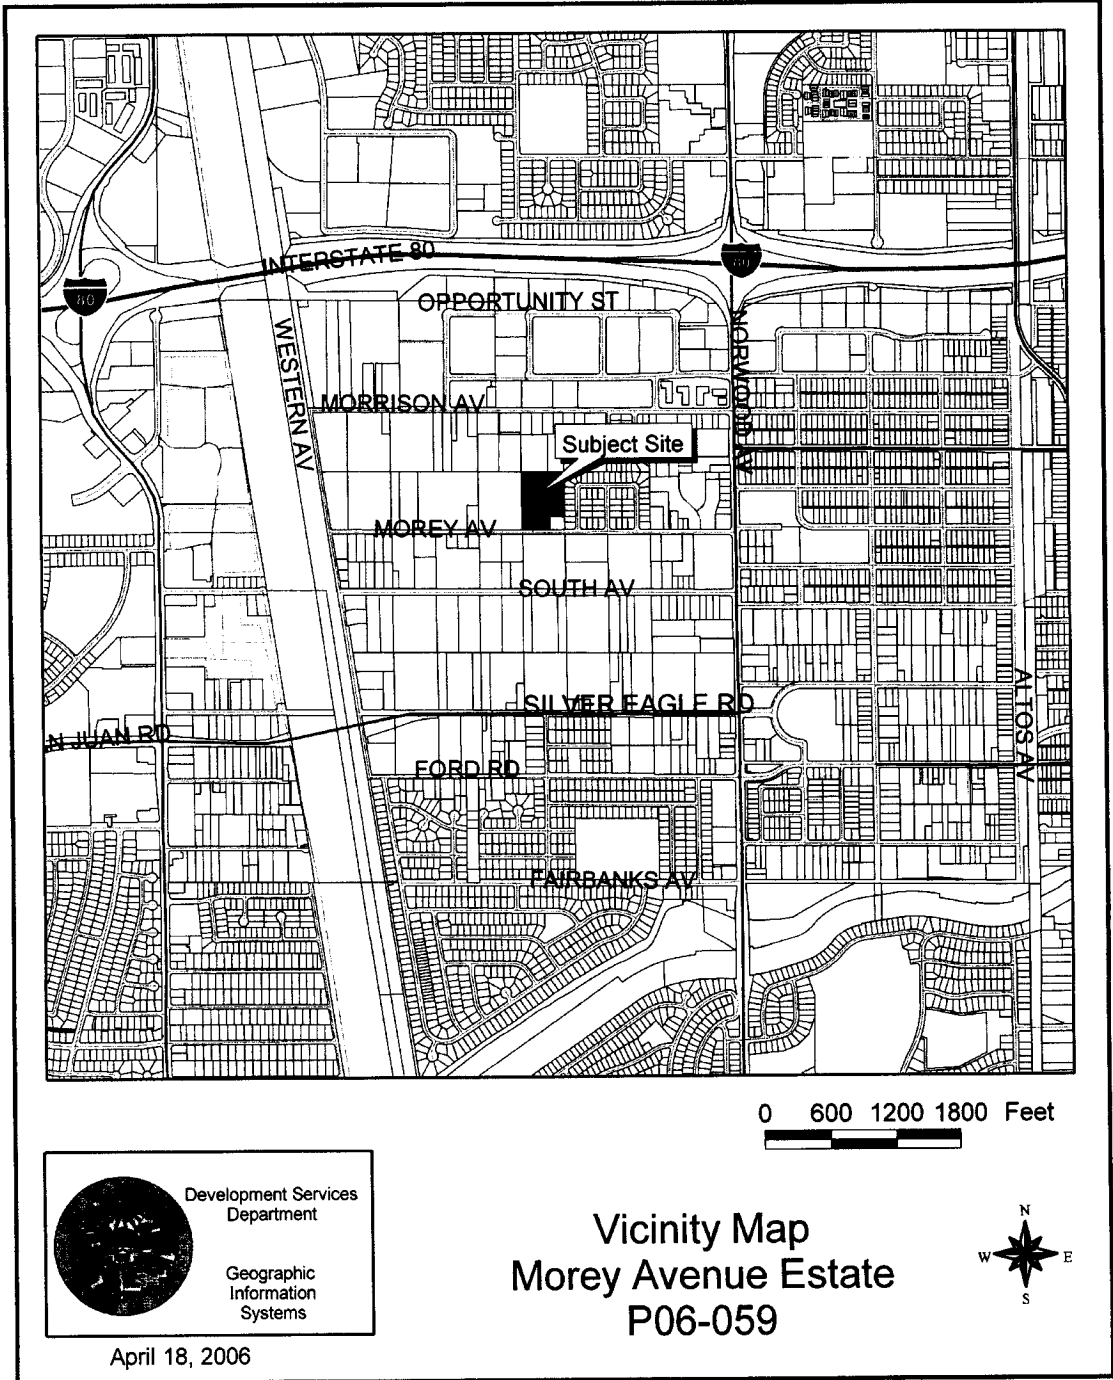 INTERSTATE 80
80
80
OPPORTUNITY ST
WESTERN AV
NORWOOD AV
MORRISON AV
Subject Site
MOREY AV
SOUTH AV
SILVER EAGLE RD
N JUAN RD
ALTOS AV
FORD RD
FAIRBANKS AV
0 600 1200 1800 Feet
Development Services
Department
Geographic
Information
Systems
Vicinity Map
Morey Avenue Estate
P06-059
N
W E
S
April 18, 2006